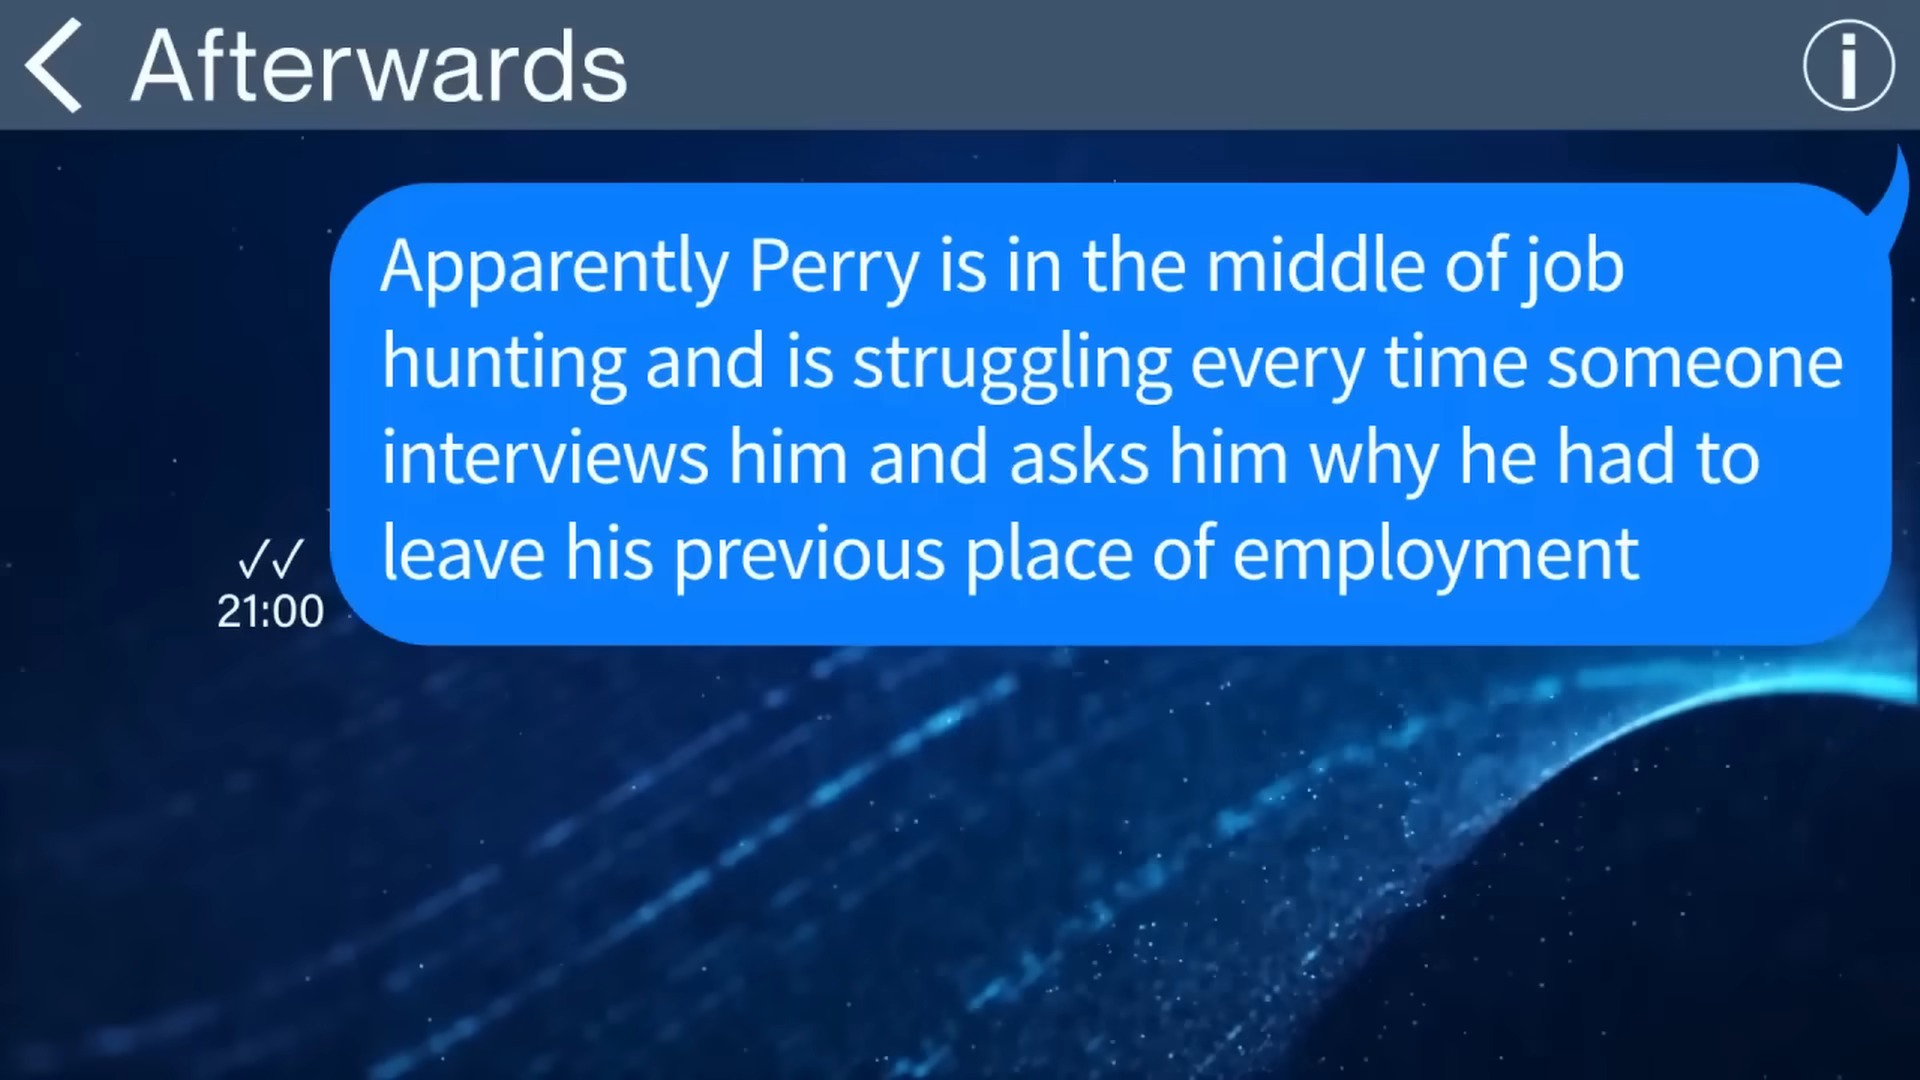 Afterwards
Apparently Perry is in the middle of job
hunting and is struggling every time someone
interviews him and asks him why he had to
leave his previous place of employment
✓✓
21:00